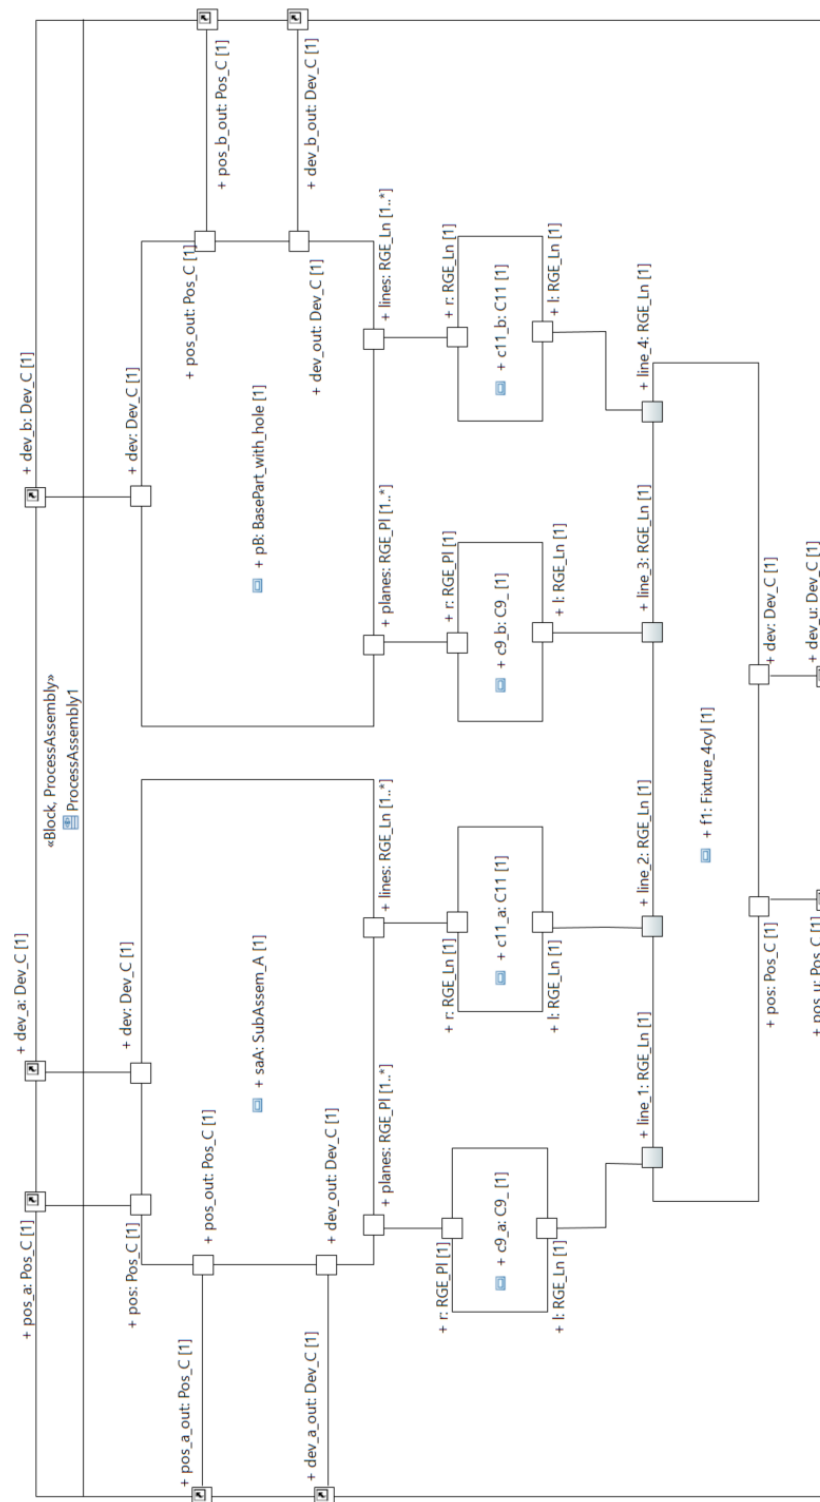 «Block, ProcessAssembly»
ProcessAssembly1
+ pos_a: Pos_C [1]
+ dev_a: Dev_C [1]
+ dev_b: Dev_C [1]
+ pos: Pos_C [1]
+ dev: Dev_C [1]
+ dev: Dev_C [1]
+ pos_a_out: Pos_C [1]
+ pos_out: Pos_C [1]
+ pos_out: Pos_C [1]
+ pos_b_out: Pos_C [1]
+ saA: SubAssem_A [1]
+ pB: BasePart_with_hole [1]
+ dev_a_out: Dev_C [1]
+ dev_out: Dev_C [1]
+ dev_out: Dev_C [1]
+ dev_b_out: Dev_C [1]
+ planes: RGE_Pl [1..*]
+ lines: RGE_Ln [1..*]
+ planes: RGE_Pl [1..*]
+ lines: RGE_Ln [1..*]
+ r: RGE_Pl [1]
+ r: RGE_Ln [1]
+ r: RGE_Pl [1]
+ r: RGE_Ln [1]
+ c9_a: C9_ [1]
+ c11_a: C11 [1]
+ c9_b: C9_ [1]
+ c11_b: C11 [1]
+ l: RGE_Ln [1]
+ l: RGE_Ln [1]
+ l: RGE_Ln [1]
+ l: RGE_Ln [1]
+ line_1: RGE_Ln [1]
+ line_2: RGE_Ln [1]
+ line_3: RGE_Ln [1]
+ line_4: RGE_Ln [1]
+ f1: Fixture_4cyl [1]
+ pos: Pos_C [1]
+ dev: Dev_C [1]
+ pos_u: Pos_C [1]
+ dev_u: Dev_C [1]